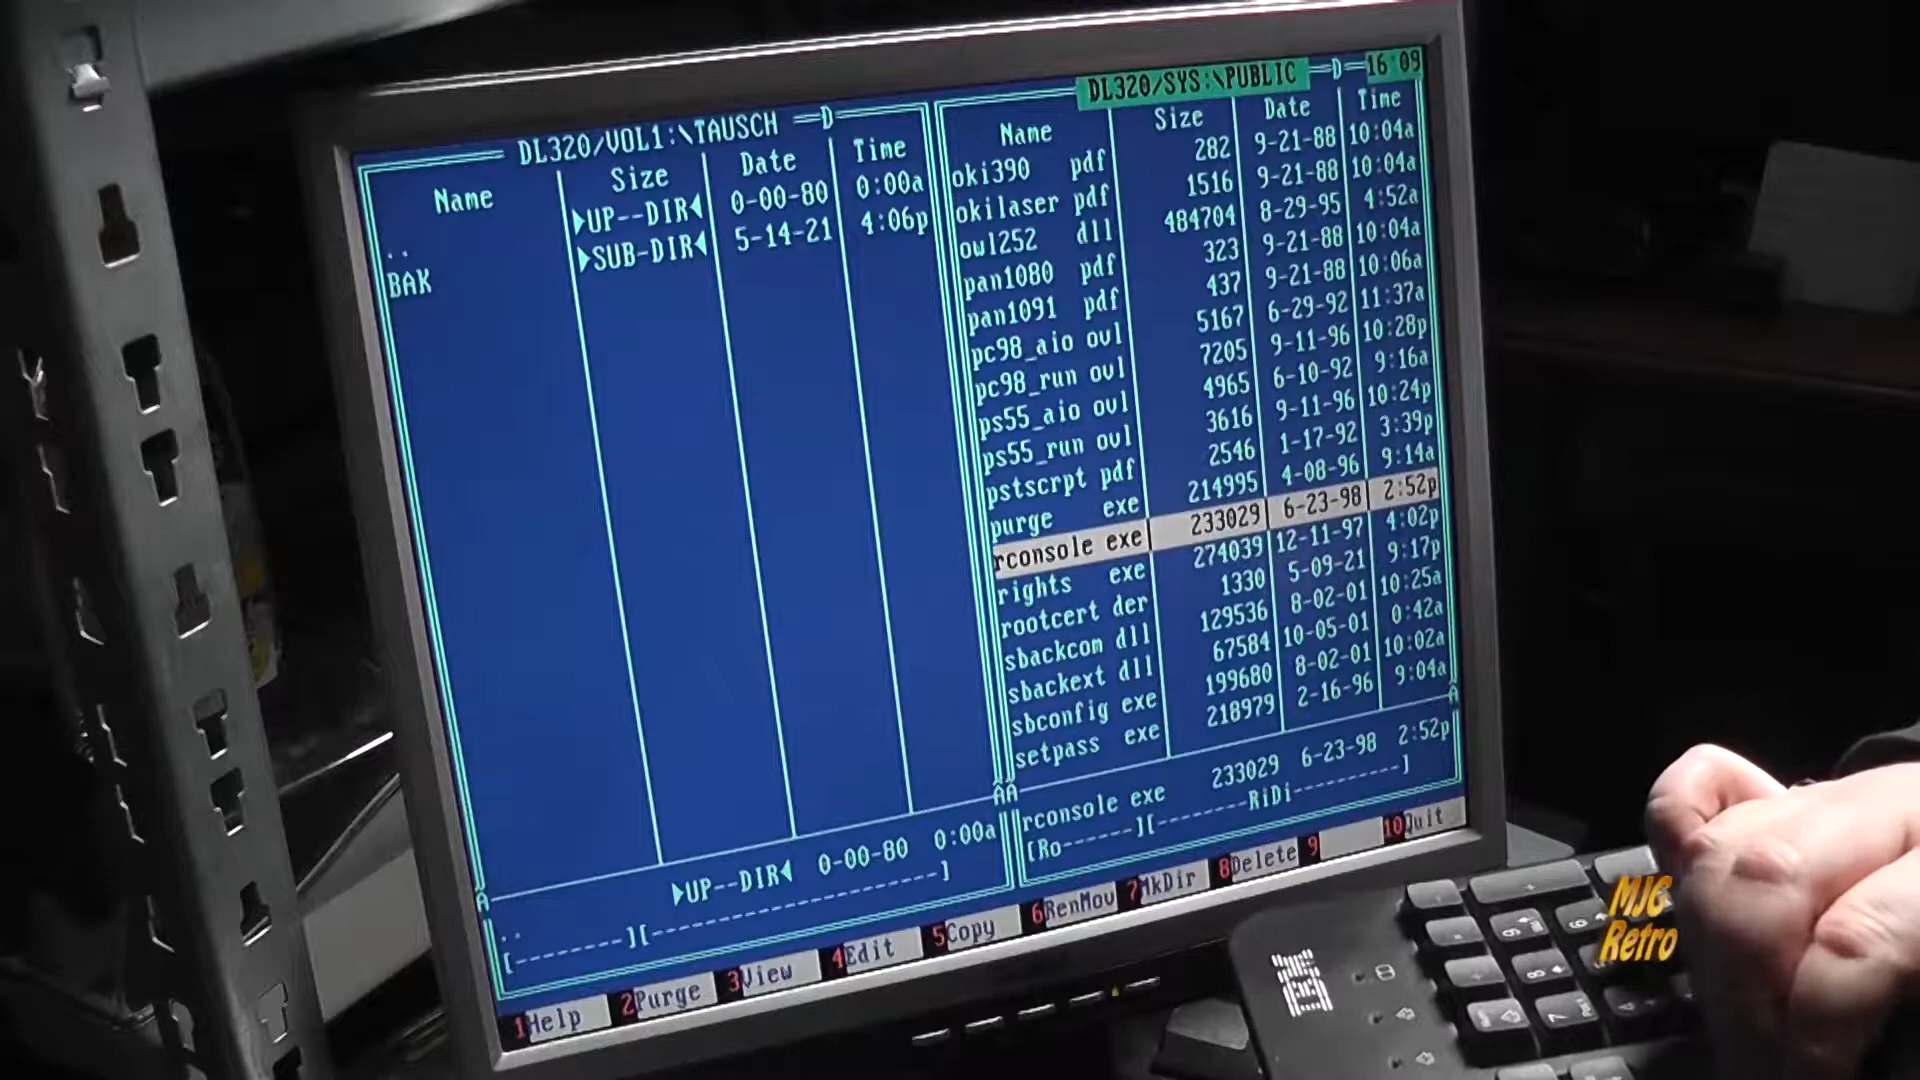 DL320/VOL1:\TAUSCH D
Name Size Date Time
.. ►UP--DIR◄ 0-00-80 0:00a
BAK ►SUB-DIR◄ 5-14-21 4:06p
.. ►UP--DIR◄ 0-00-80 0:00a
[--------][----------------------]
DL320/SYS:\PUBLIC D 16:09
Name Size Date Time
oki390 pdf 282 9-21-88 10:04a
okilaser pdf 1516 9-21-88 10:04a
owl252 dll 484704 8-29-95 4:52a
pan1080 pdf 323 9-21-88 10:04a
pan1091 pdf 437 9-21-88 10:06a
pc98_aio ovl 5167 6-29-92 11:37a
pc98_run ovl 7205 9-11-96 10:28p
ps55_aio ovl 4965 6-10-92 9:16a
ps55_run ovl 3616 9-11-96 10:24p
pstscrpt pdf 2546 1-17-92 3:39p
purge exe 214995 4-08-96 9:14a
rconsole exe 233029 6-23-98 2:52p
rights exe 274039 12-11-97 4:02p
rootcert der 1330 5-09-21 9:17p
sbackcom dll 129536 8-02-01 10:25a
sbackext dll 67584 10-05-01 0:42a
sbconfig exe 199680 8-02-01 10:02a
setpass exe 218979 2-16-96 9:04a
rconsole exe 233029 6-23-98 2:52p
[Ro------][-------RiDi--------]
1Help 2Purge 3View 4Edit 5Copy 6RenMov 7MkDir 8Delete 9 10Quit
MJG
Retro